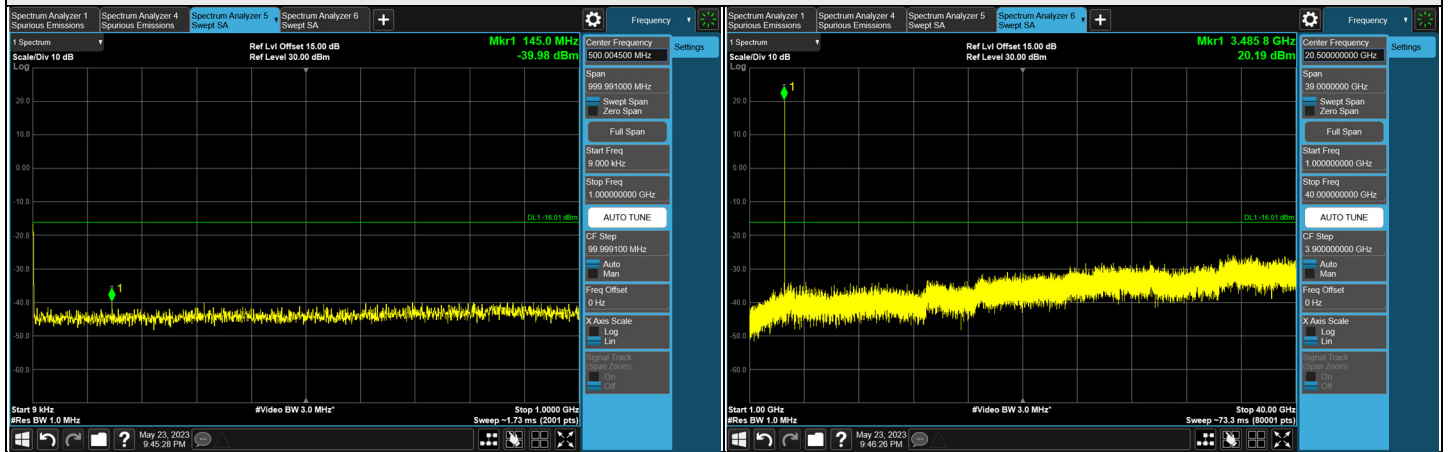 Spectrum Analyzer 1
Spurious Emissions
Spectrum Analyzer 4
Spurious Emissions
Spectrum Analyzer 5
Swept SA
Spectrum Analyzer 6
Swept SA
+
Frequency
1 Spectrum
Scale/Div 10 dB
Log
Ref Lvl Offset 15.00 dB
Ref Level 30.00 dBm
Mkr1 145.0 MHz
-39.98 dBm
1
20.0
10.0
0.00
-10.0
DL1 -16.01 dBm
-20.0
-30.0
-40.0
-50.0
-60.0
Start 9 kHz
#Res BW 1.0 MHz
#Video BW 3.0 MHz*
Stop 1.0000 GHz
Sweep ~1.73 ms (2001 pts)
Center Frequency
500.004500 MHz
Settings
Span
999.991000 MHz
Swept Span
Zero Span
Full Span
Start Freq
9.000 kHz
Stop Freq
1.000000000 GHz
AUTO TUNE
CF Step
99.999100 MHz
Auto
Man
Freq Offset
0 Hz
X Axis Scale
Log
Lin
Signal Track
(Span Zoom)
On
Off
?
May 23, 2023
9:45:28 PM
Spectrum Analyzer 1
Spurious Emissions
Spectrum Analyzer 4
Spurious Emissions
Spectrum Analyzer 5
Swept SA
Spectrum Analyzer 6
Swept SA
+
Frequency
1 Spectrum
Scale/Div 10 dB
Log
Ref Lvl Offset 15.00 dB
Ref Level 30.00 dBm
Mkr1 3.485 8 GHz
20.19 dBm
1
20.0
10.0
0.00
-10.0
DL1 -16.01 dBm
-20.0
-30.0
-40.0
-50.0
-60.0
Start 1.00 GHz
#Res BW 1.0 MHz
#Video BW 3.0 MHz*
Stop 40.00 GHz
Sweep ~73.3 ms (80001 pts)
Center Frequency
20.500000000 GHz
Settings
Span
39.0000000 GHz
Swept Span
Zero Span
Full Span
Start Freq
1.000000000 GHz
Stop Freq
40.000000000 GHz
AUTO TUNE
CF Step
3.900000000 GHz
Auto
Man
Freq Offset
0 Hz
X Axis Scale
Log
Lin
Signal Track
(Span Zoom)
On
Off
?
May 23, 2023
9:46:26 PM